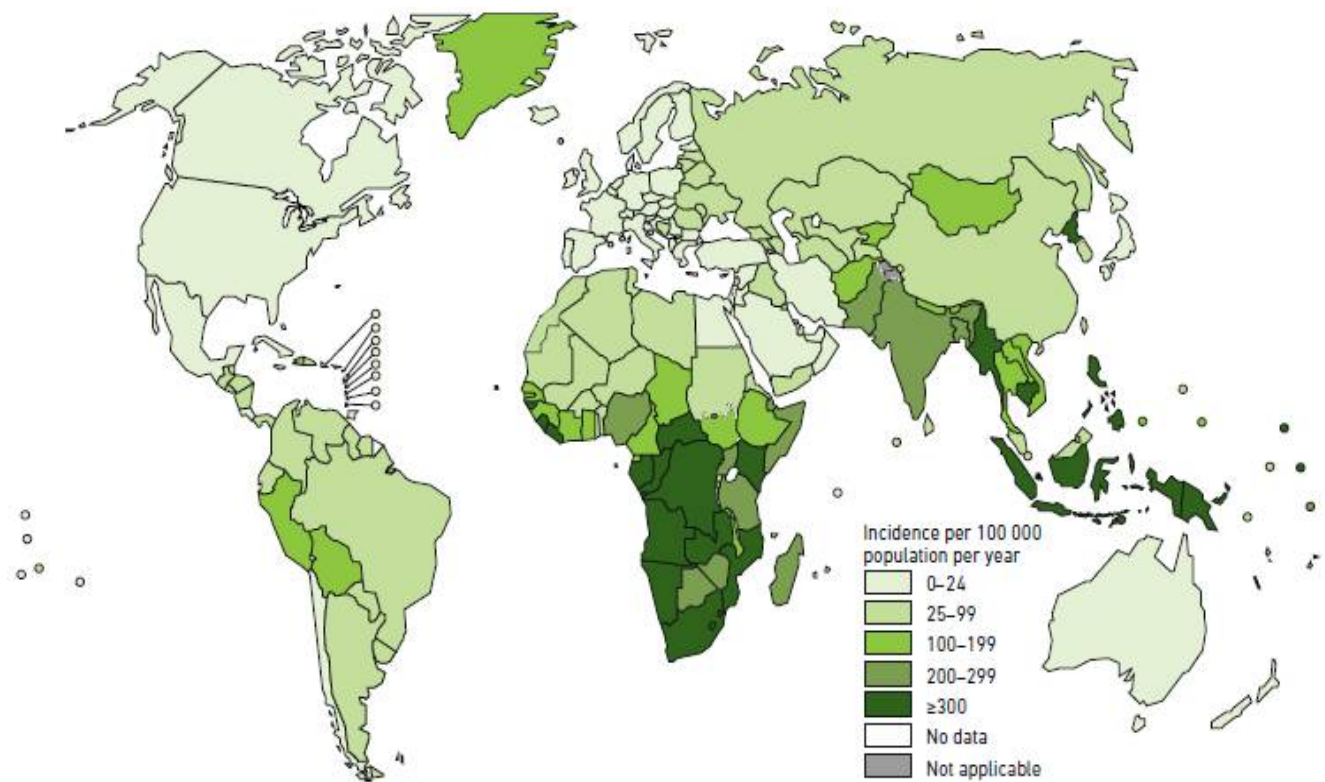 Incidence per 100 000
population per year
0–24
25–99
100–199
200–299
≥300
No data
Not applicable